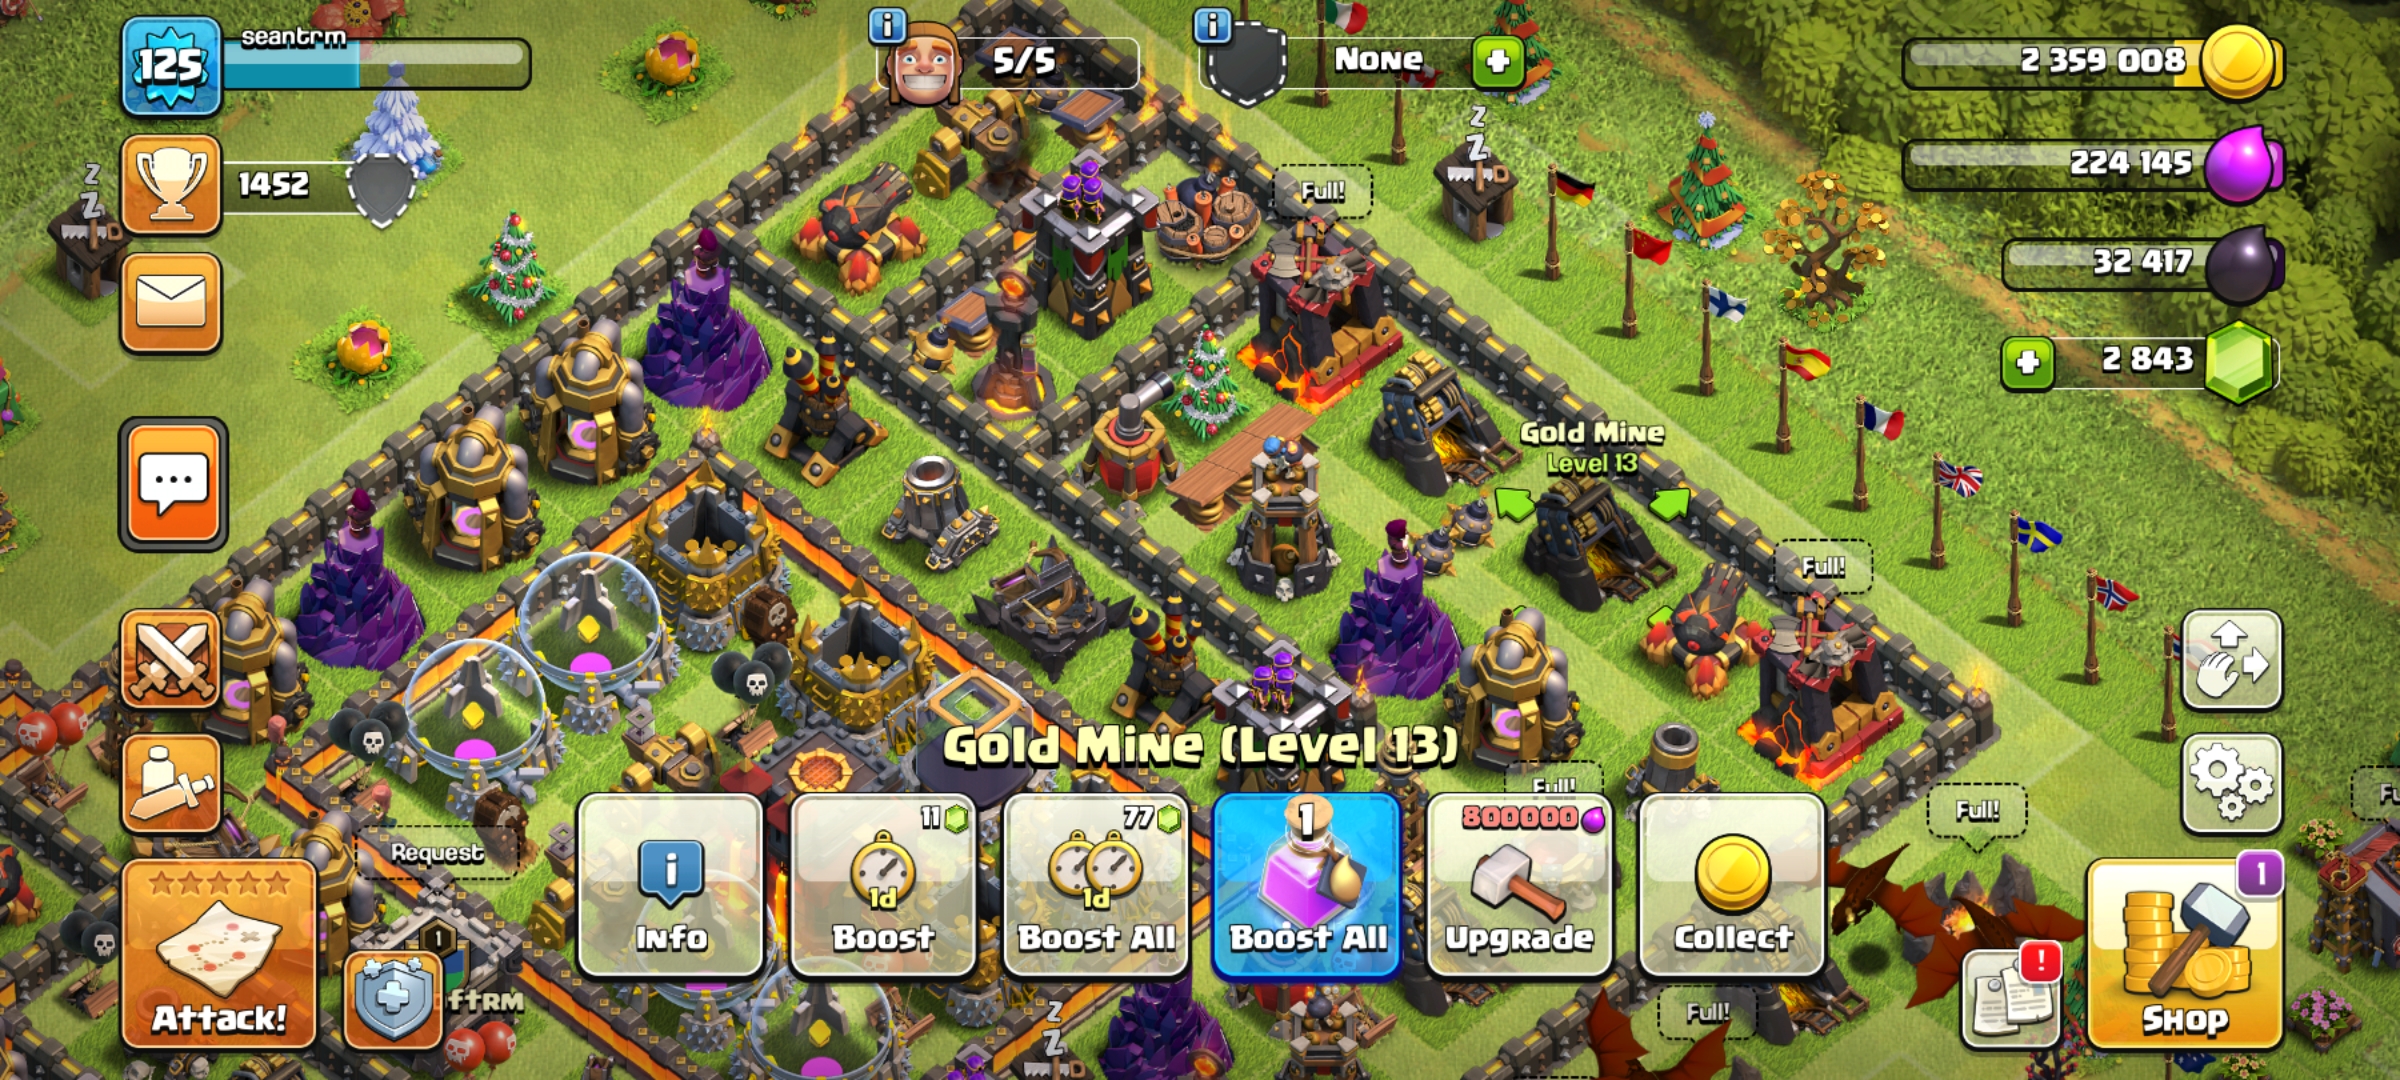 125
seantrm
5/5
None
2 359 008
1452
224 145
32 417
2 843
Full!
Gold Mine
Level 13
Full!
Gold Mine (Level 13)
Full!
Full!
Request
Info
11
1d
Boost
77
1d
Boost All
1
Boost All
800000
Upgrade
Collect
Attack!
1
Full!
!
1
Shop
z
z
z
z
z
z